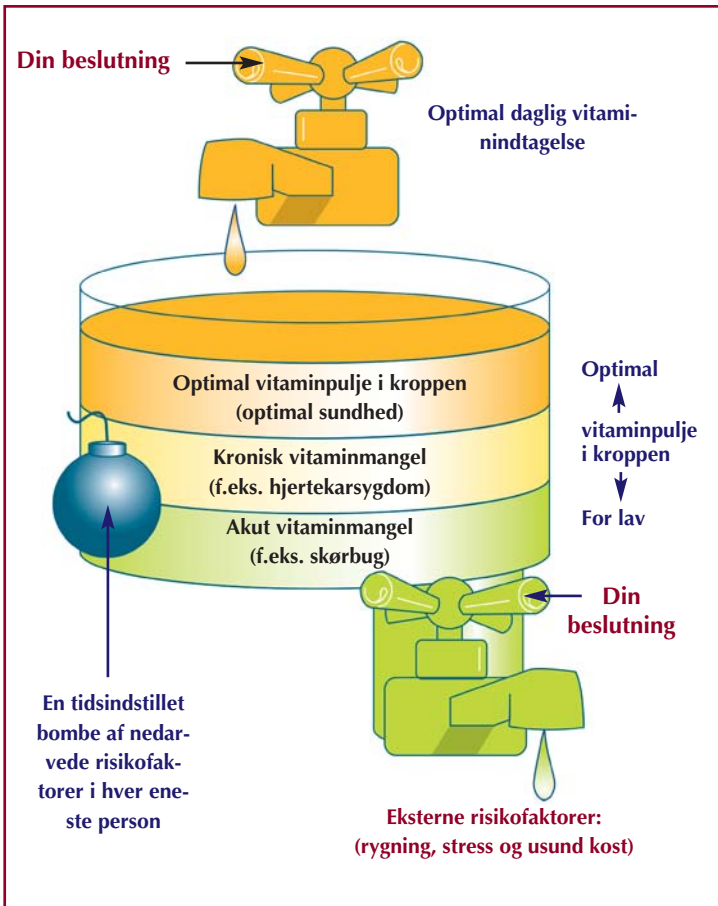 Din beslutning
Optimal daglig vitami-
nindtagelse
Optimal vitaminpulje i kroppen
(optimal sundhed)
Kronisk vitaminmangel
(f.eks. hjertekarsygdom)
Akut vitaminmangel
(f.eks. skørbug)
Optimal
vitaminpulje
i kroppen
For lav
Din
beslutning
En tidsindstillet
bombe af nedar-
vede risikofak-
torer i hver ene-
ste person
Eksterne risikofaktorer:
(rygning, stress og usund kost)